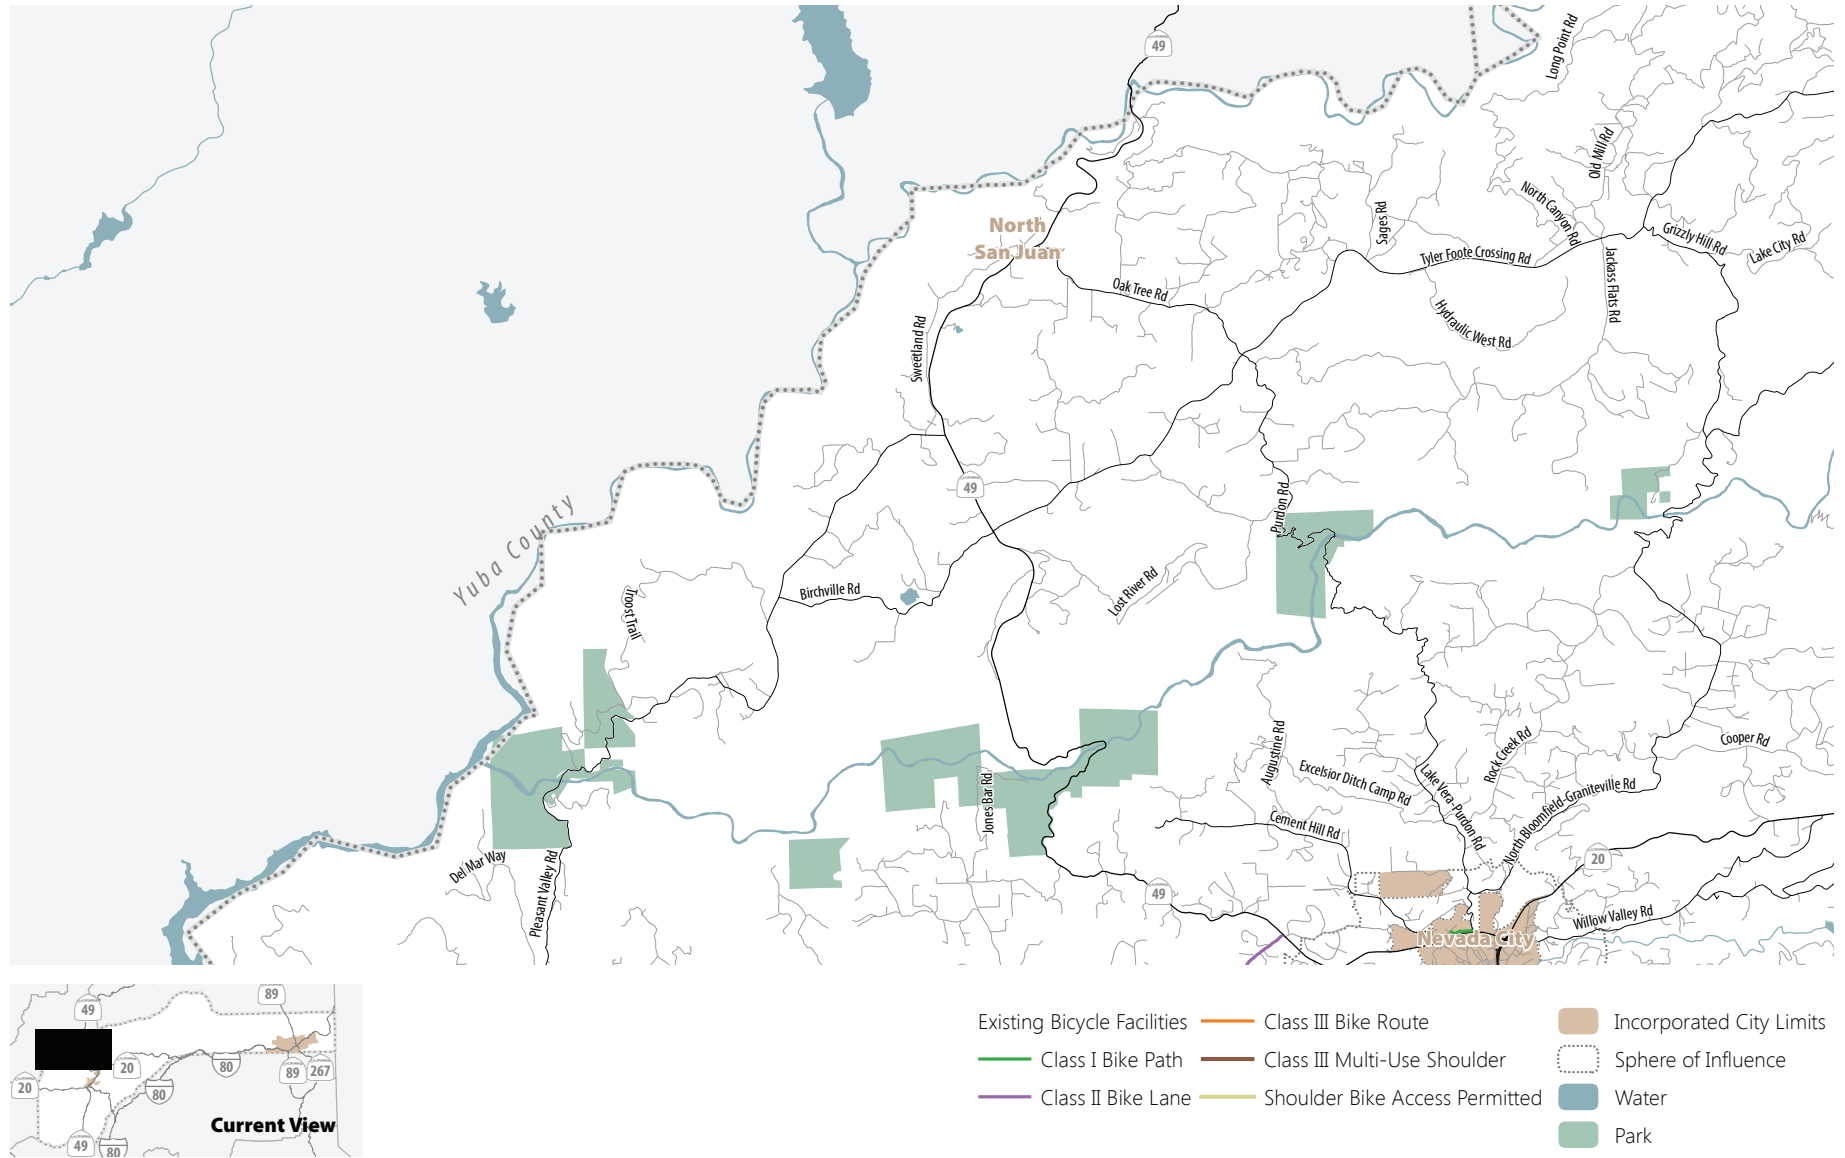 CALIFORNIA
49
Long Point Rd
Old Mill Rd
North Canyon Rd
Sages Rd
North
San Juan
Tyler Foote Crossing Rd
Grizzly Hill Rd
Lake City Rd
Jackass Flats Rd
Oak Tree Rd
Hydraulic West Rd
Sweetland Rd
CALIFORNIA
49
Purdon Rd
Yuba County
Birchville Rd
Lost River Rd
Troost Trail
Augustine Rd
Rock Creek Rd
Cooper Rd
Excelsior Ditch Camp Rd
Lake Vera-Purdon Rd
North Bloomfield-Graniteville Rd
Jones Bar Rd
Cement Hill Rd
Del Mar Way
Pleasant Valley Rd
CALIFORNIA
20
CALIFORNIA
49
Willow Valley Rd
Nevada City
49
89
20
80
89
267
20
80
49
80
Current View
Existing Bicycle Facilities
Class I Bike Path
Class II Bike Lane
Class III Bike Route
Class III Multi-Use Shoulder
Shoulder Bike Access Permitted
Incorporated City Limits
Sphere of Influence
Water
Park